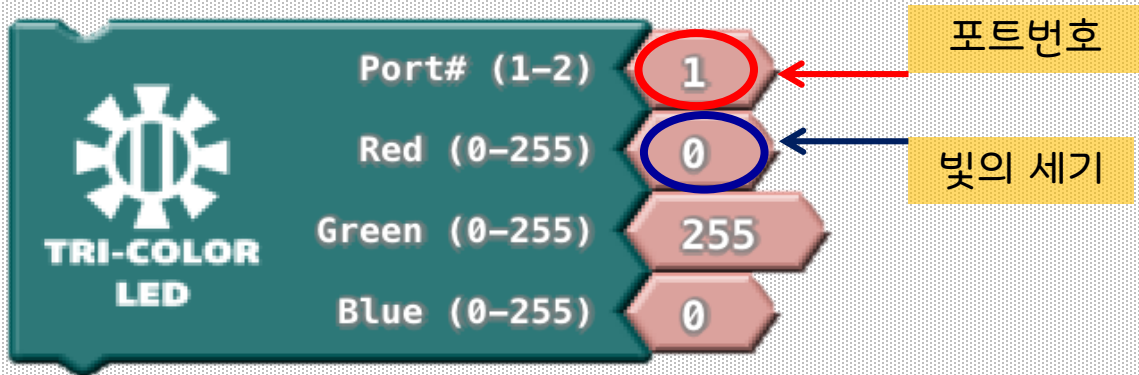 Port# (1–2) 1
포트번호
Red (0–255) 0
빛의 세기
Green (0–255) 255
TRI-COLOR
LED
Blue (0–255) 0